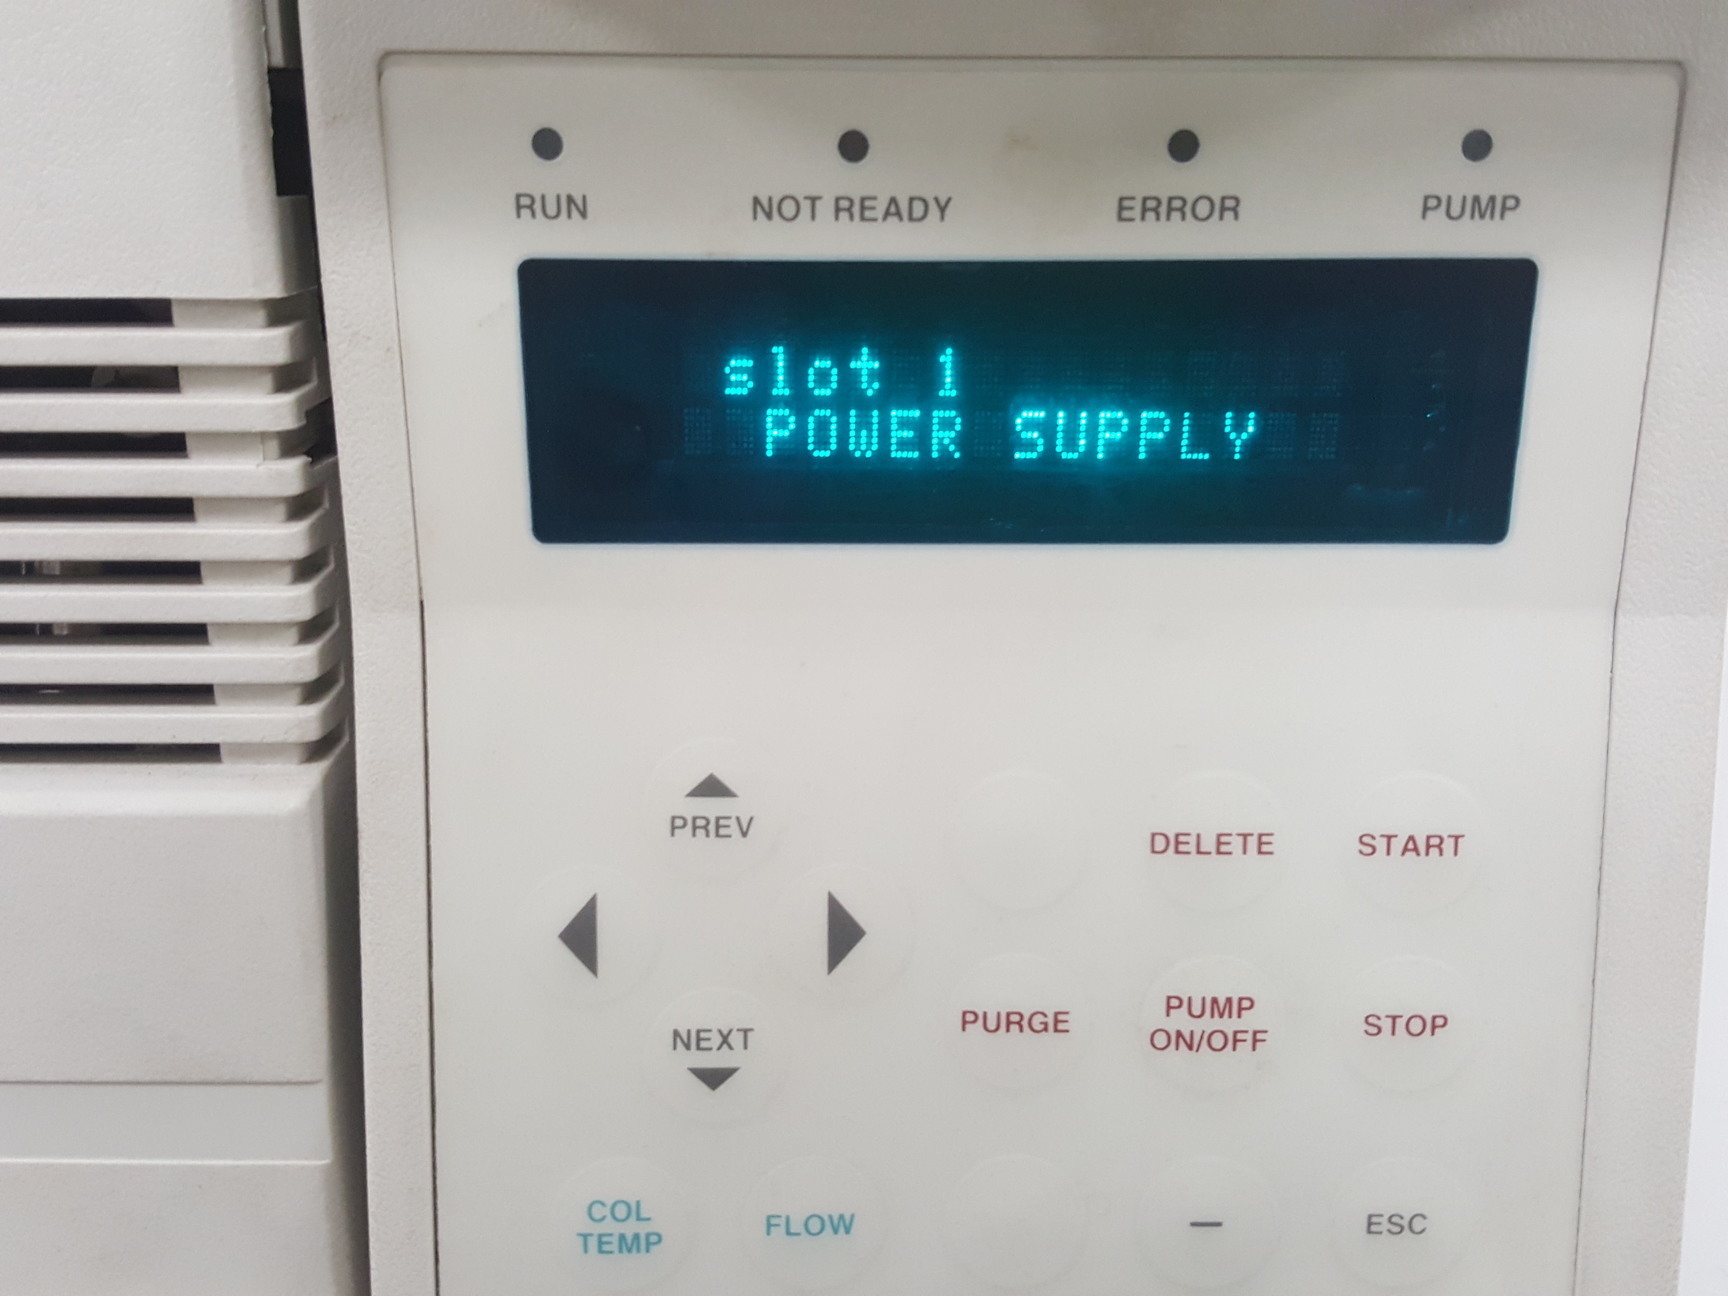 RUN NOT READY ERROR PUMP
slot 1
POWER SUPPLY
PREV
DELETE START
NEXT
PURGE
PUMP
ON/OFF
STOP
COL
TEMP
FLOW
—
ESC